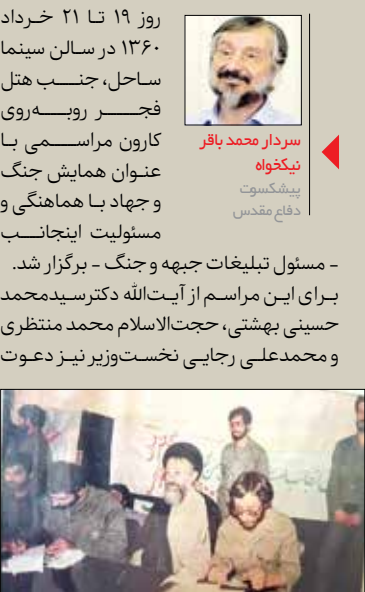 سردار محمد باقر
نیکخواه
پیشکسوت
دفاع مقدس
روز ۱۹ تا ۲۱ خرداد
۱۳۶۰ در سالن سینما
ساحل، جنب هتل
فجر روبه‌روی
کارون مراسمی با
عنوان همایش جنگ
و جهاد با هماهنگی و
مسئولیت اینجانب
- مسئول تبلیغات جبهه و جنگ - برگزار شد.
برای این مراسم از آیت‌الله دکترسیدمحمد
حسینی بهشتی، حجت‌الاسلام محمد منتظری
و محمدعلی رجایی نخست‌وزیر نیز دعوت